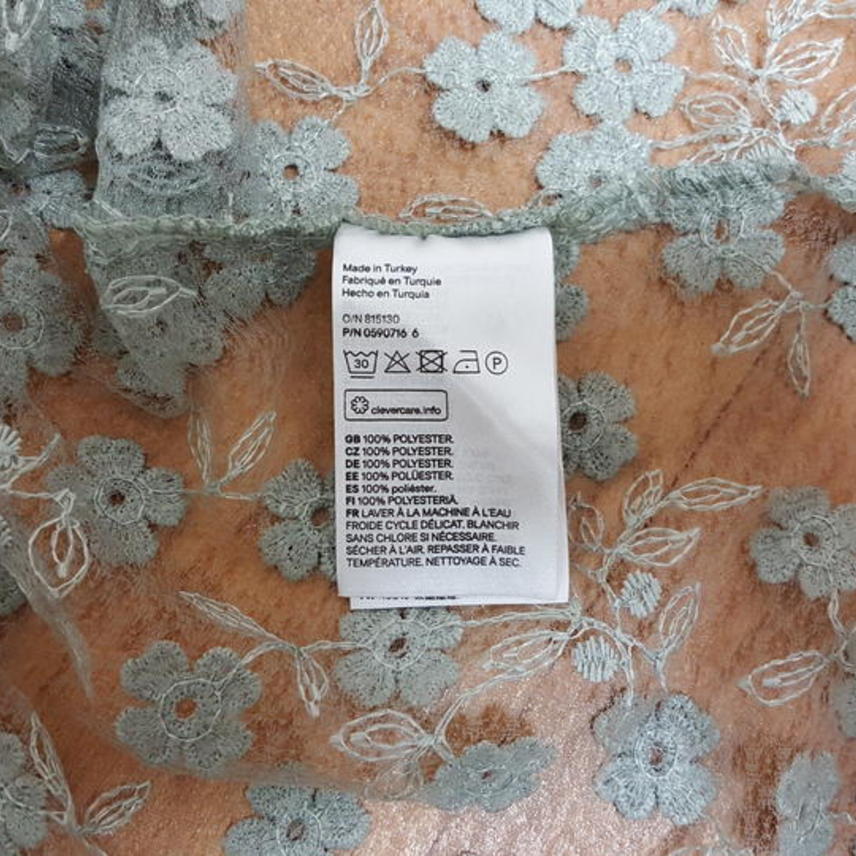 Made in Turkey
Fabriqué en Turquie
Hecho en Turquia
O/N 815130
P/N 0590716 6
30
P
clevercare.info
GB 100% POLYESTER.
CZ 100% POLYESTER.
DE 100% POLYESTER.
EE 100% POLÜESTER.
ES 100% poliéster.
FI 100% POLYESTERIÄ.
FR LAVER À LA MACHINE À L'EAU
FROIDE CYCLE DÉLICAT. BLANCHIR
SANS CHLORE SI NÉCESSAIRE.
SÉCHER À L'AIR. REPASSER À FAIBLE
TEMPÉRATURE. NETTOYAGE À SEC.